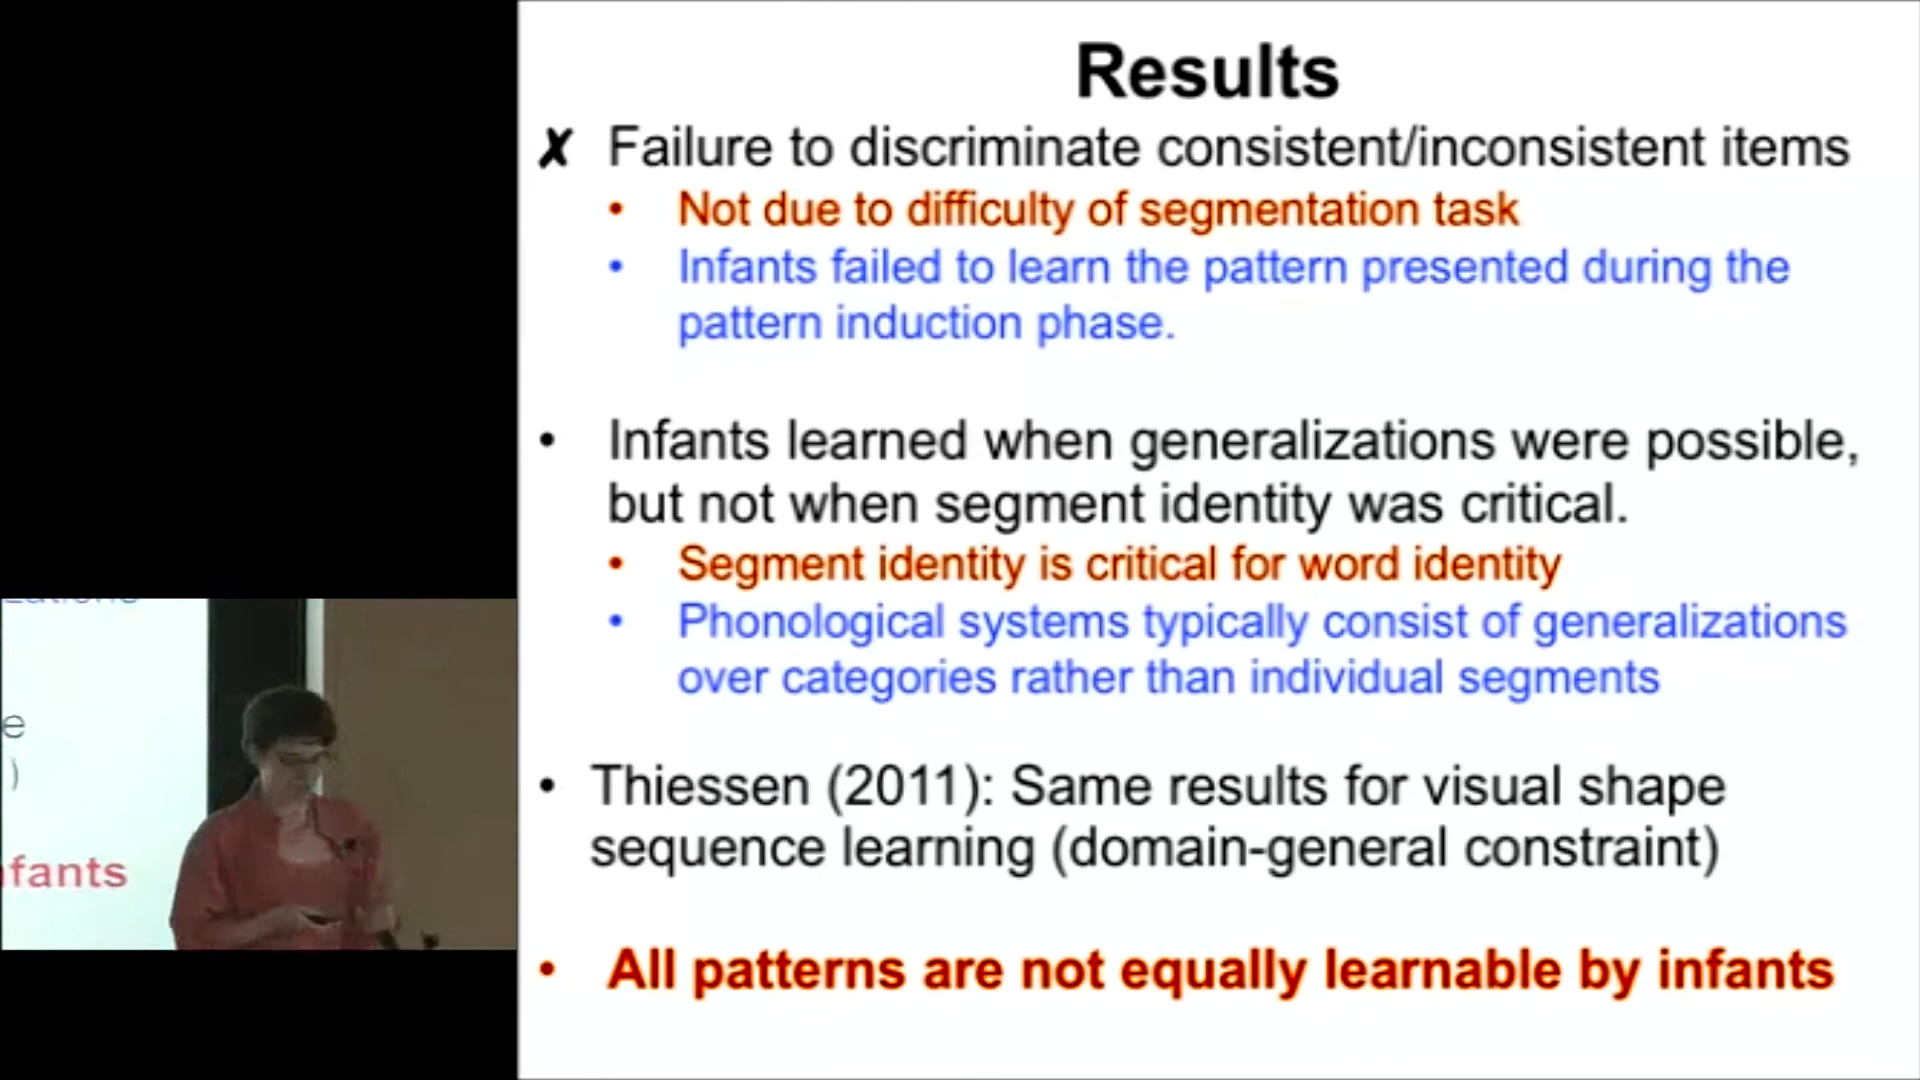 Results
✗ Failure to discriminate consistent/inconsistent items
• Not due to difficulty of segmentation task
• Infants failed to learn the pattern presented during the
pattern induction phase.
• Infants learned when generalizations were possible,
but not when segment identity was critical.
• Segment identity is critical for word identity
• Phonological systems typically consist of generalizations
over categories rather than individual segments
• Thiessen (2011): Same results for visual shape
sequence learning (domain-general constraint)
• All patterns are not equally learnable by infants
e
)
fants